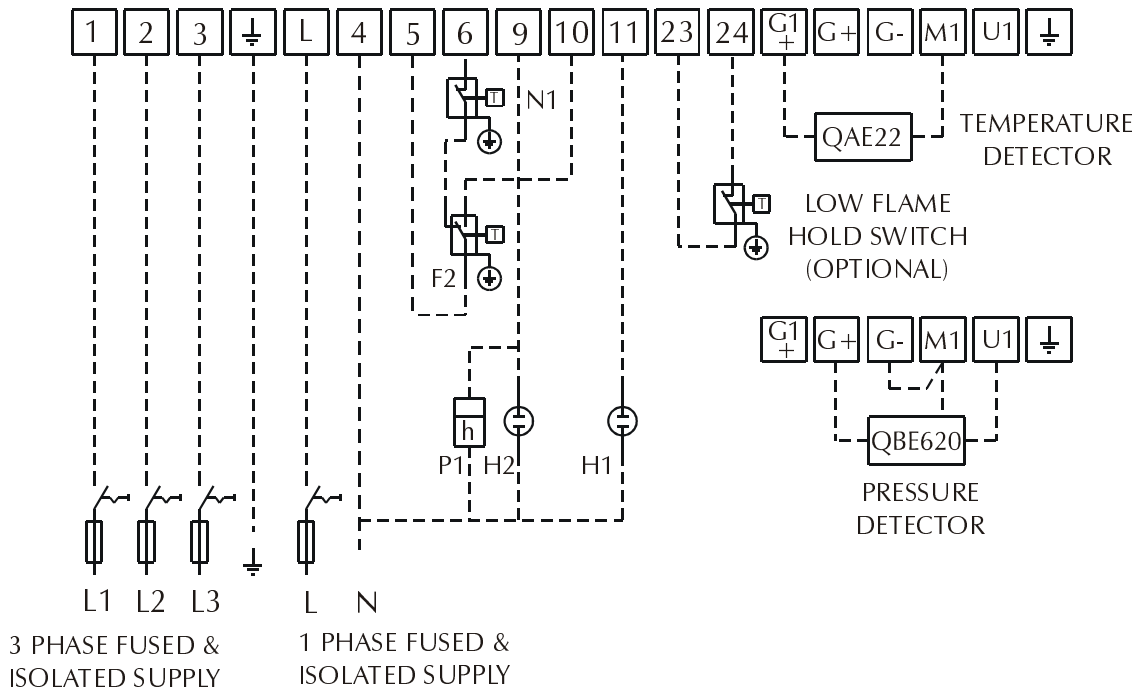 1 2 3 L 4 5 6 9 10 11 23 24 G1+ G+ G- M1 U1
T N1
QAE22
TEMPERATURE
DETECTOR
T
LOW FLAME
HOLD SWITCH
(OPTIONAL)
T
F2
G1+ G+ G- M1 U1
h
QBE620
P1 H2 H1
PRESSURE
DETECTOR
L1 L2 L3 L N
3 PHASE FUSED &
ISOLATED SUPPLY
1 PHASE FUSED &
ISOLATED SUPPLY